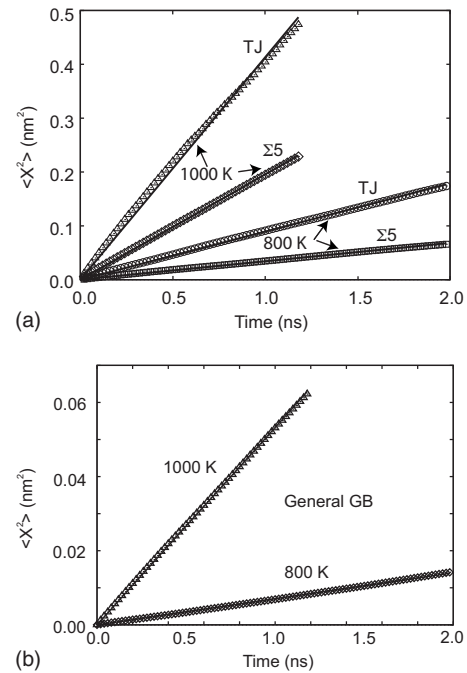 0.5
0.4
0.3
0.2
0.1
0.0
<X²> (nm²)
TJ
1000 K
Σ5
TJ
800 K
Σ5
0.0
0.5
1.0
1.5
2.0
Time (ns)
(a)
0.06
0.04
0.02
0.00
<X²> (nm²)
1000 K
General GB
800 K
0.0
0.5
1.0
1.5
2.0
Time (ns)
(b)